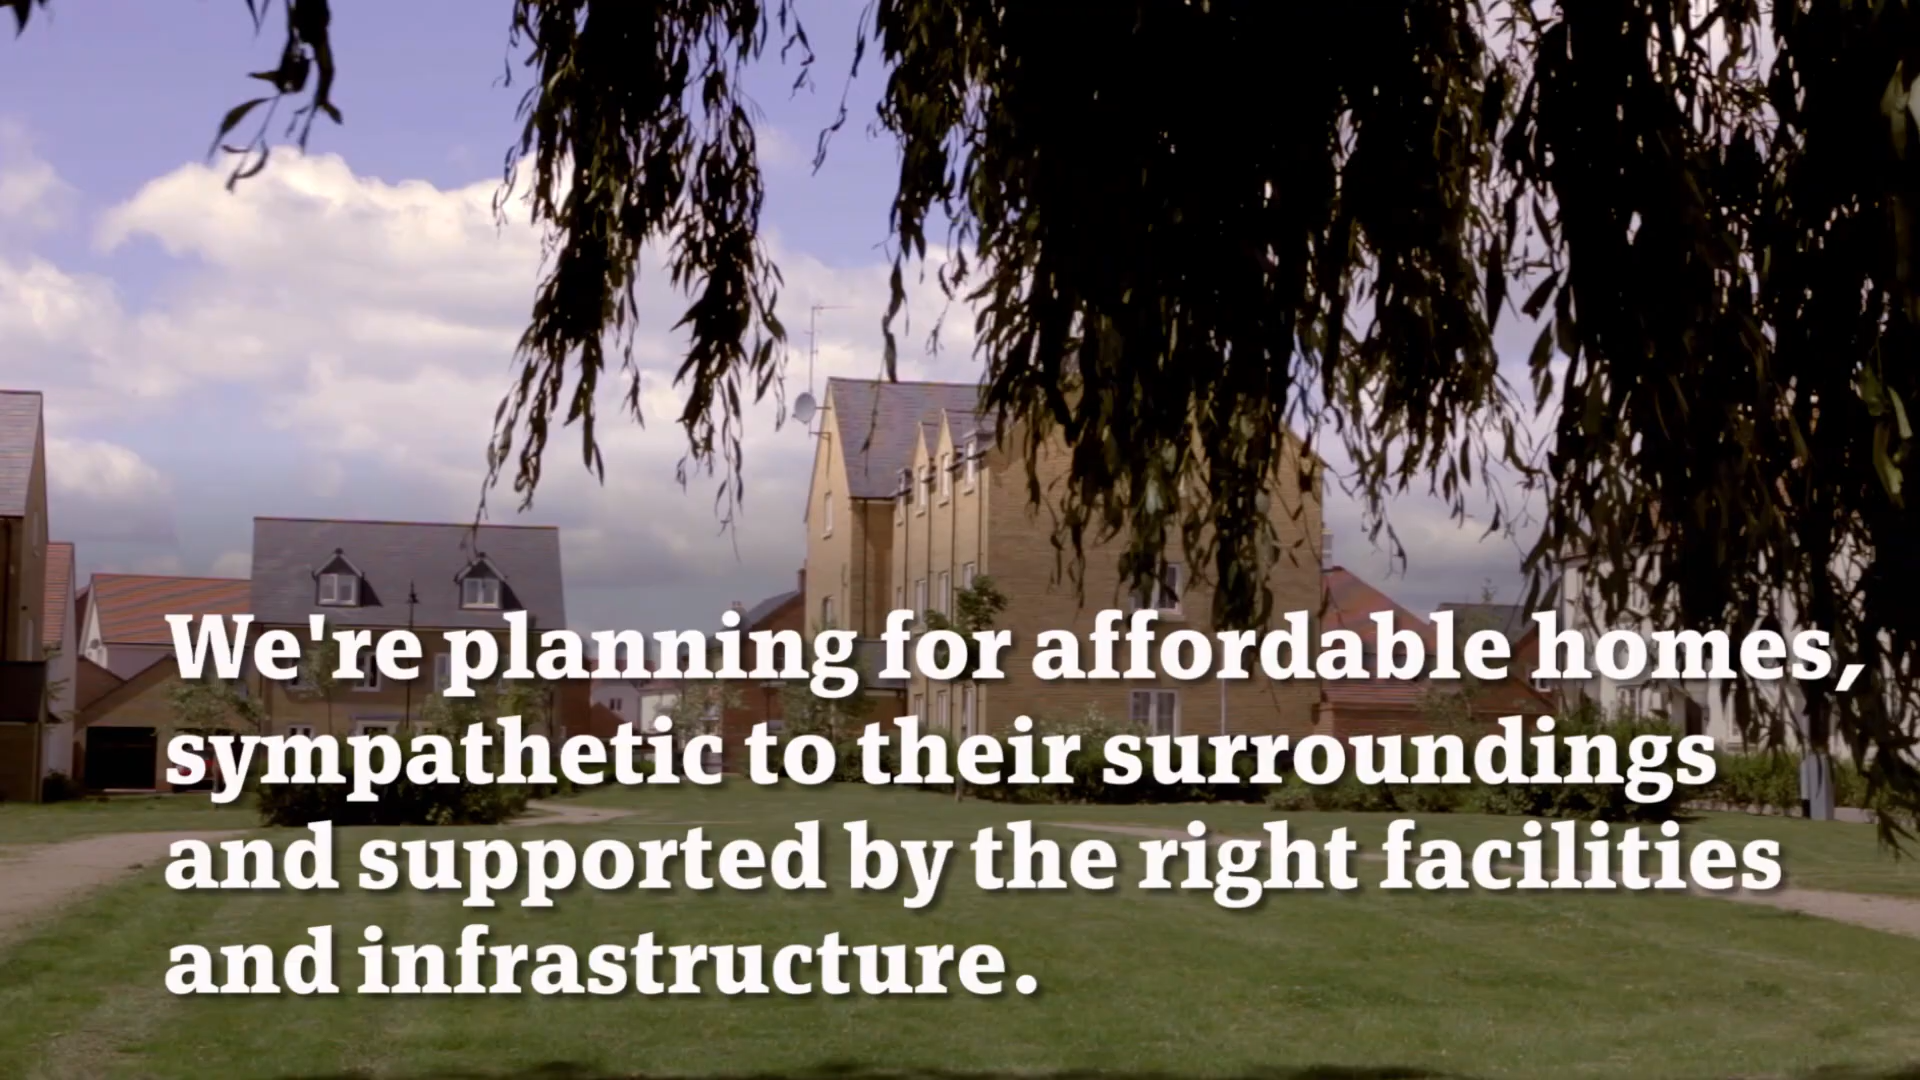 We're planning for affordable homes,
sympathetic to their surroundings
and supported by the right facilities
and infrastructure.